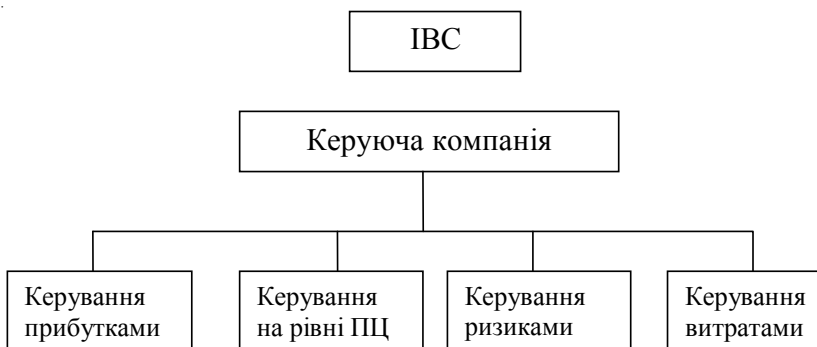 ІВС
Керуюча компанія
Керування
прибутками
Керування
на рівні ПЦ
Керування
ризиками
Керування
витратами